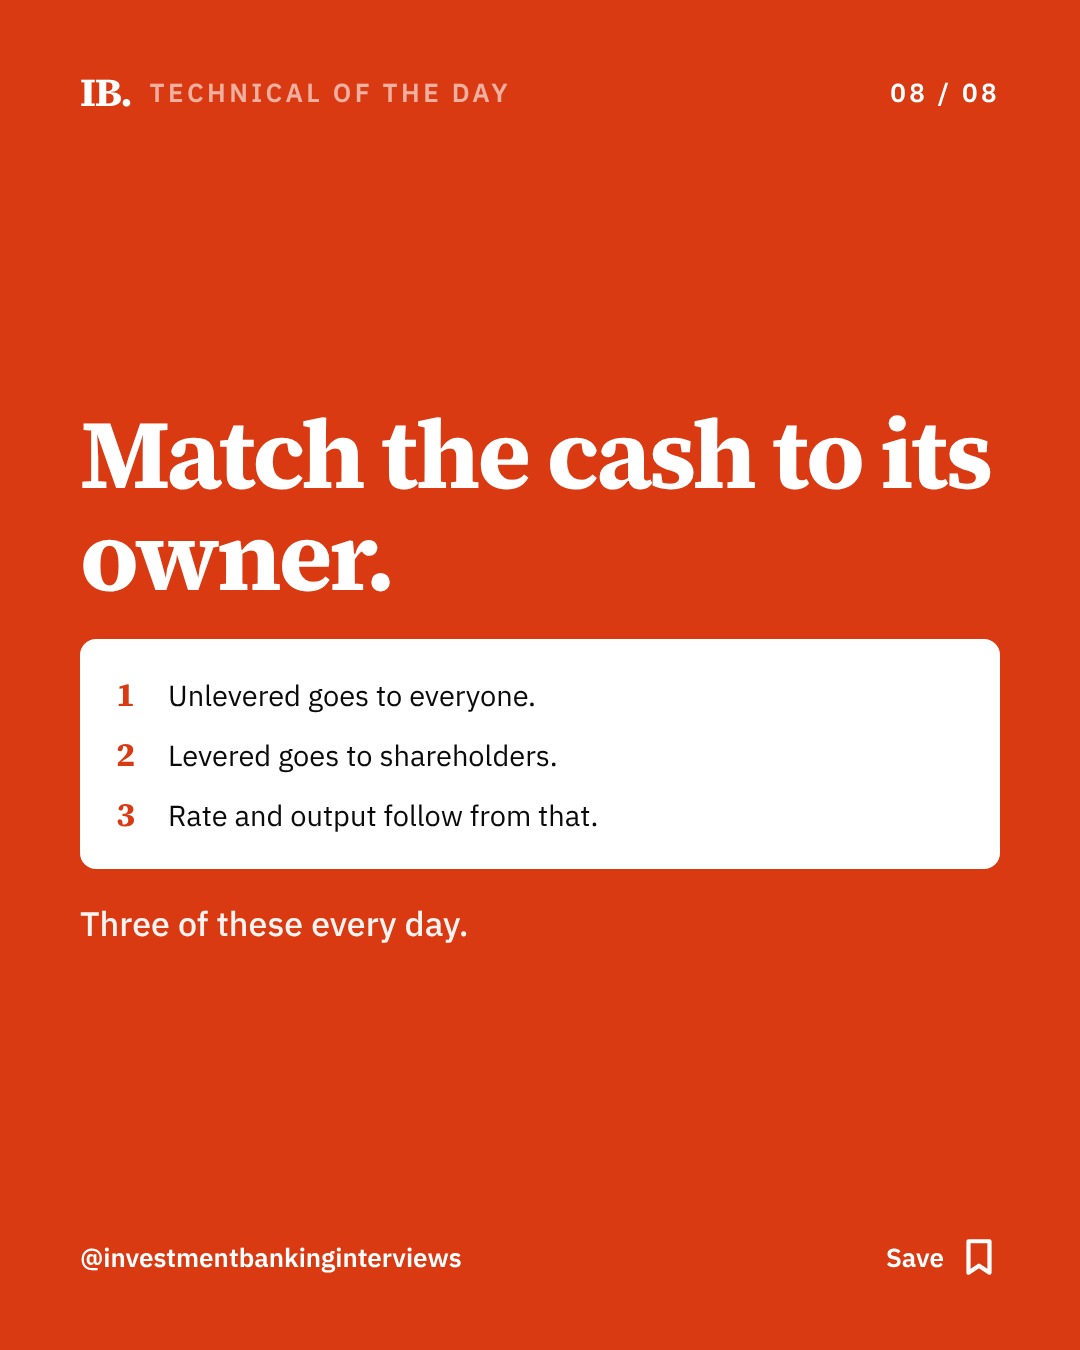 IB. TECHNICAL OF THE DAY 08 / 08
Match the cash to its
owner.
1 Unlevered goes to everyone.
2 Levered goes to shareholders.
3 Rate and output follow from that.
Three of these every day.
@investmentbankinginterviews Save